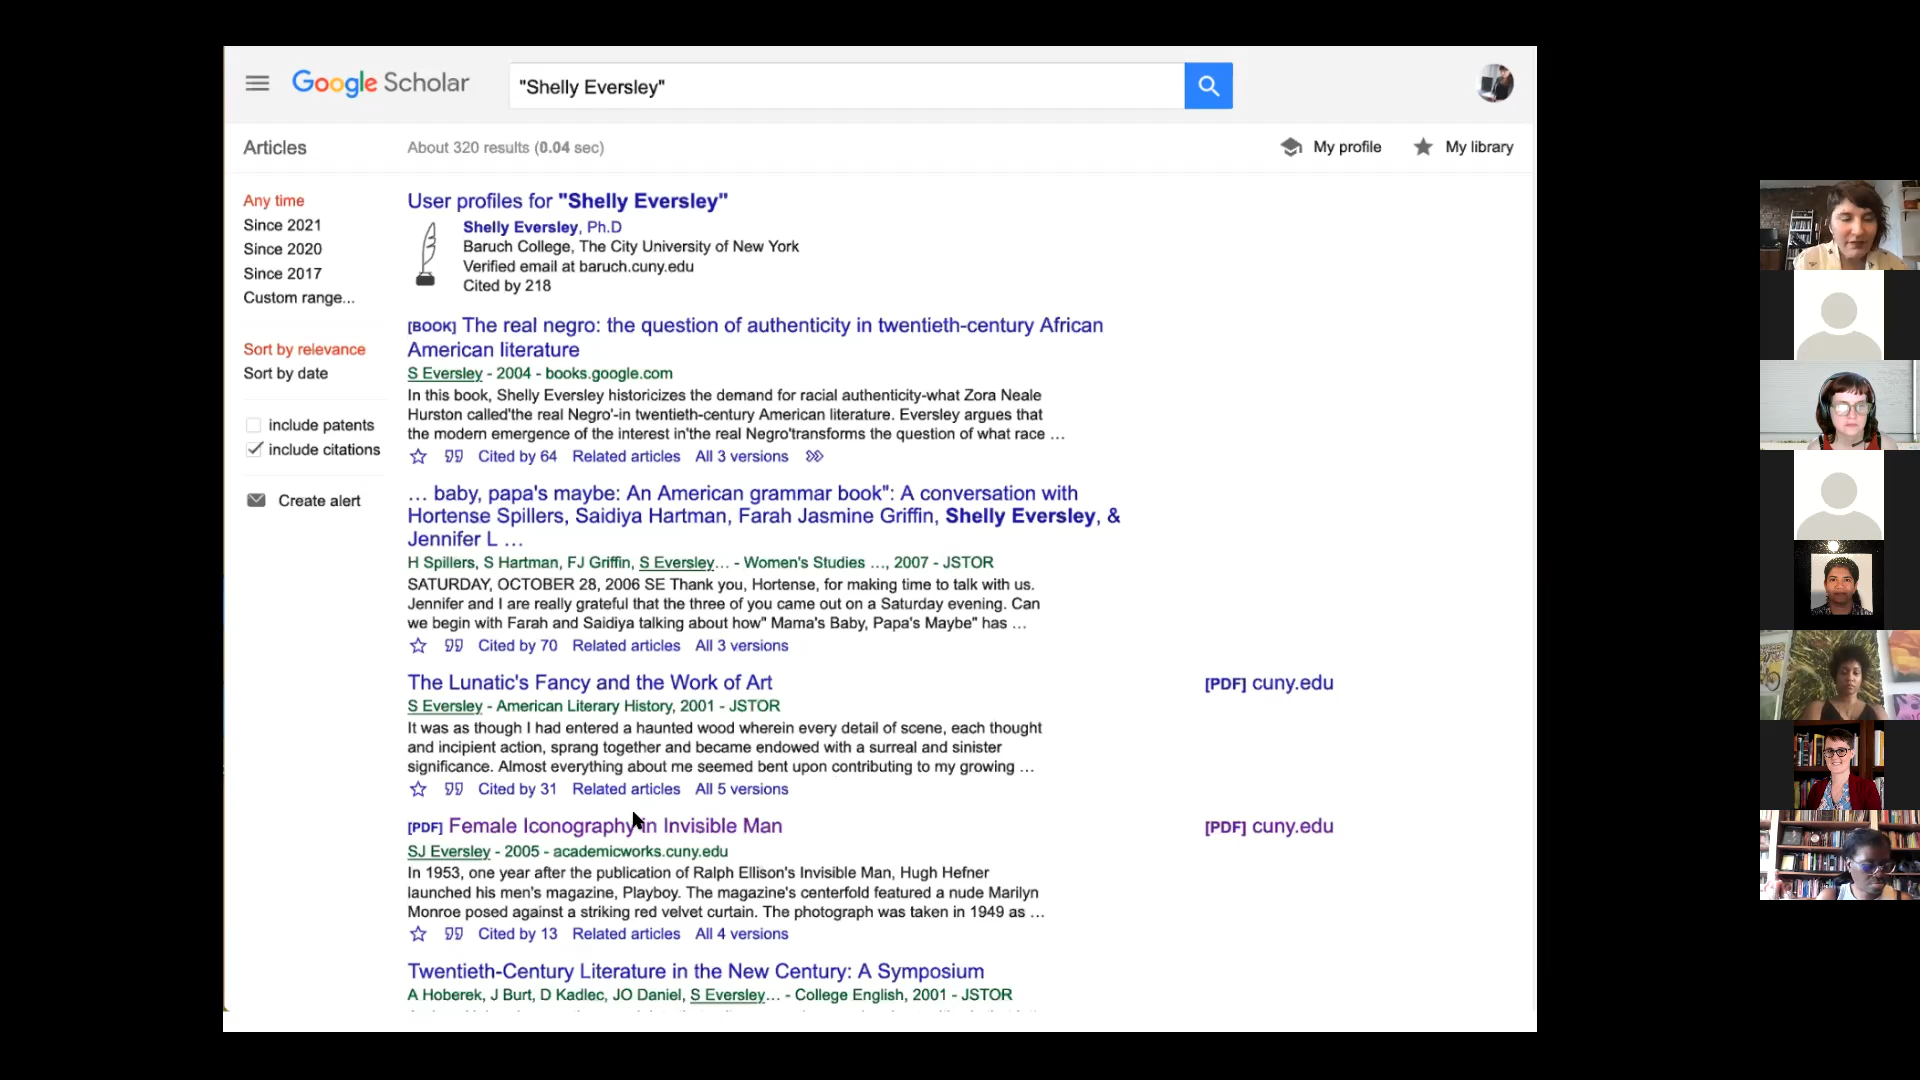 Google Scholar
"Shelly Eversley"
Articles
About 320 results (0.04 sec)
My profile
My library
Any time
Since 2021
Since 2020
Since 2017
Custom range...
Sort by relevance
Sort by date
include patents
include citations
Create alert
User profiles for "Shelly Eversley"
Shelly Eversley, Ph.D
Baruch College, The City University of New York
Verified email at baruch.cuny.edu
Cited by 218
[BOOK] The real negro: the question of authenticity in twentieth-century African
American literature
S Eversley - 2004 - books.google.com
In this book, Shelly Eversley historicizes the demand for racial authenticity-what Zora Neale
Hurston called'the real Negro'-in twentieth-century American literature. Eversley argues that
the modern emergence of the interest in'the real Negro'transforms the question of what race …
Cited by 64 Related articles All 3 versions
… baby, papa's maybe: An American grammar book": A conversation with
Hortense Spillers, Saidiya Hartman, Farah Jasmine Griffin, Shelly Eversley, &
Jennifer L …
H Spillers, S Hartman, FJ Griffin, S Eversley… - Women's Studies …, 2007 - JSTOR
SATURDAY, OCTOBER 28, 2006 SE Thank you, Hortense, for making time to talk with us.
Jennifer and I are really grateful that the three of you came out on a Saturday evening. Can
we begin with Farah and Saidiya talking about how" Mama's Baby, Papa's Maybe" has …
Cited by 70 Related articles All 3 versions
The Lunatic's Fancy and the Work of Art
[PDF] cuny.edu
S Eversley - American Literary History, 2001 - JSTOR
It was as though I had entered a haunted wood wherein every detail of scene, each thought
and incipient action, sprang together and became endowed with a surreal and sinister
significance. Almost everything about me seemed bent upon contributing to my growing …
Cited by 31 Related articles All 5 versions
[PDF] Female Iconography in Invisible Man
[PDF] cuny.edu
SJ Eversley - 2005 - academicworks.cuny.edu
In 1953, one year after the publication of Ralph Ellison's Invisible Man, Hugh Hefner
launched his men's magazine, Playboy. The magazine's centerfold featured a nude Marilyn
Monroe posed against a striking red velvet curtain. The photograph was taken in 1949 as …
Cited by 13 Related articles All 4 versions
Twentieth-Century Literature in the New Century: A Symposium
A Hoberek, J Burt, D Kadlec, JO Daniel, S Eversley… - College English, 2001 - JSTOR